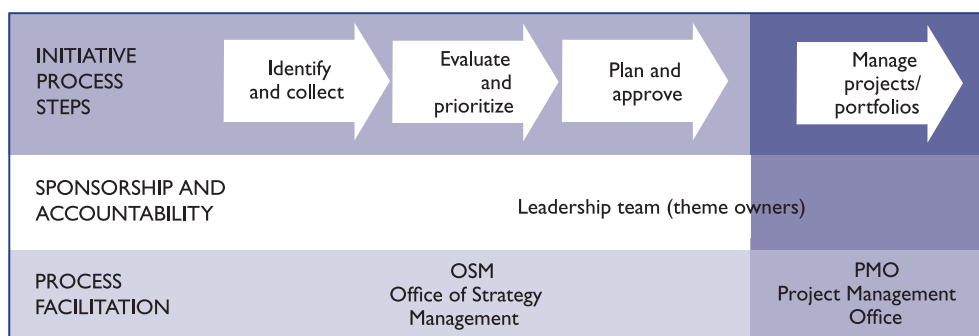 INITIATIVE
PROCESS
STEPS
Identify
and collect
Evaluate
and
prioritize
Plan and
approve
Manage
projects/
portfolios
SPONSORSHIP AND
ACCOUNTABILITY
Leadership team (theme owners)
PROCESS
FACILITATION
OSM
Office of Strategy
Management
PMO
Project Management
Office